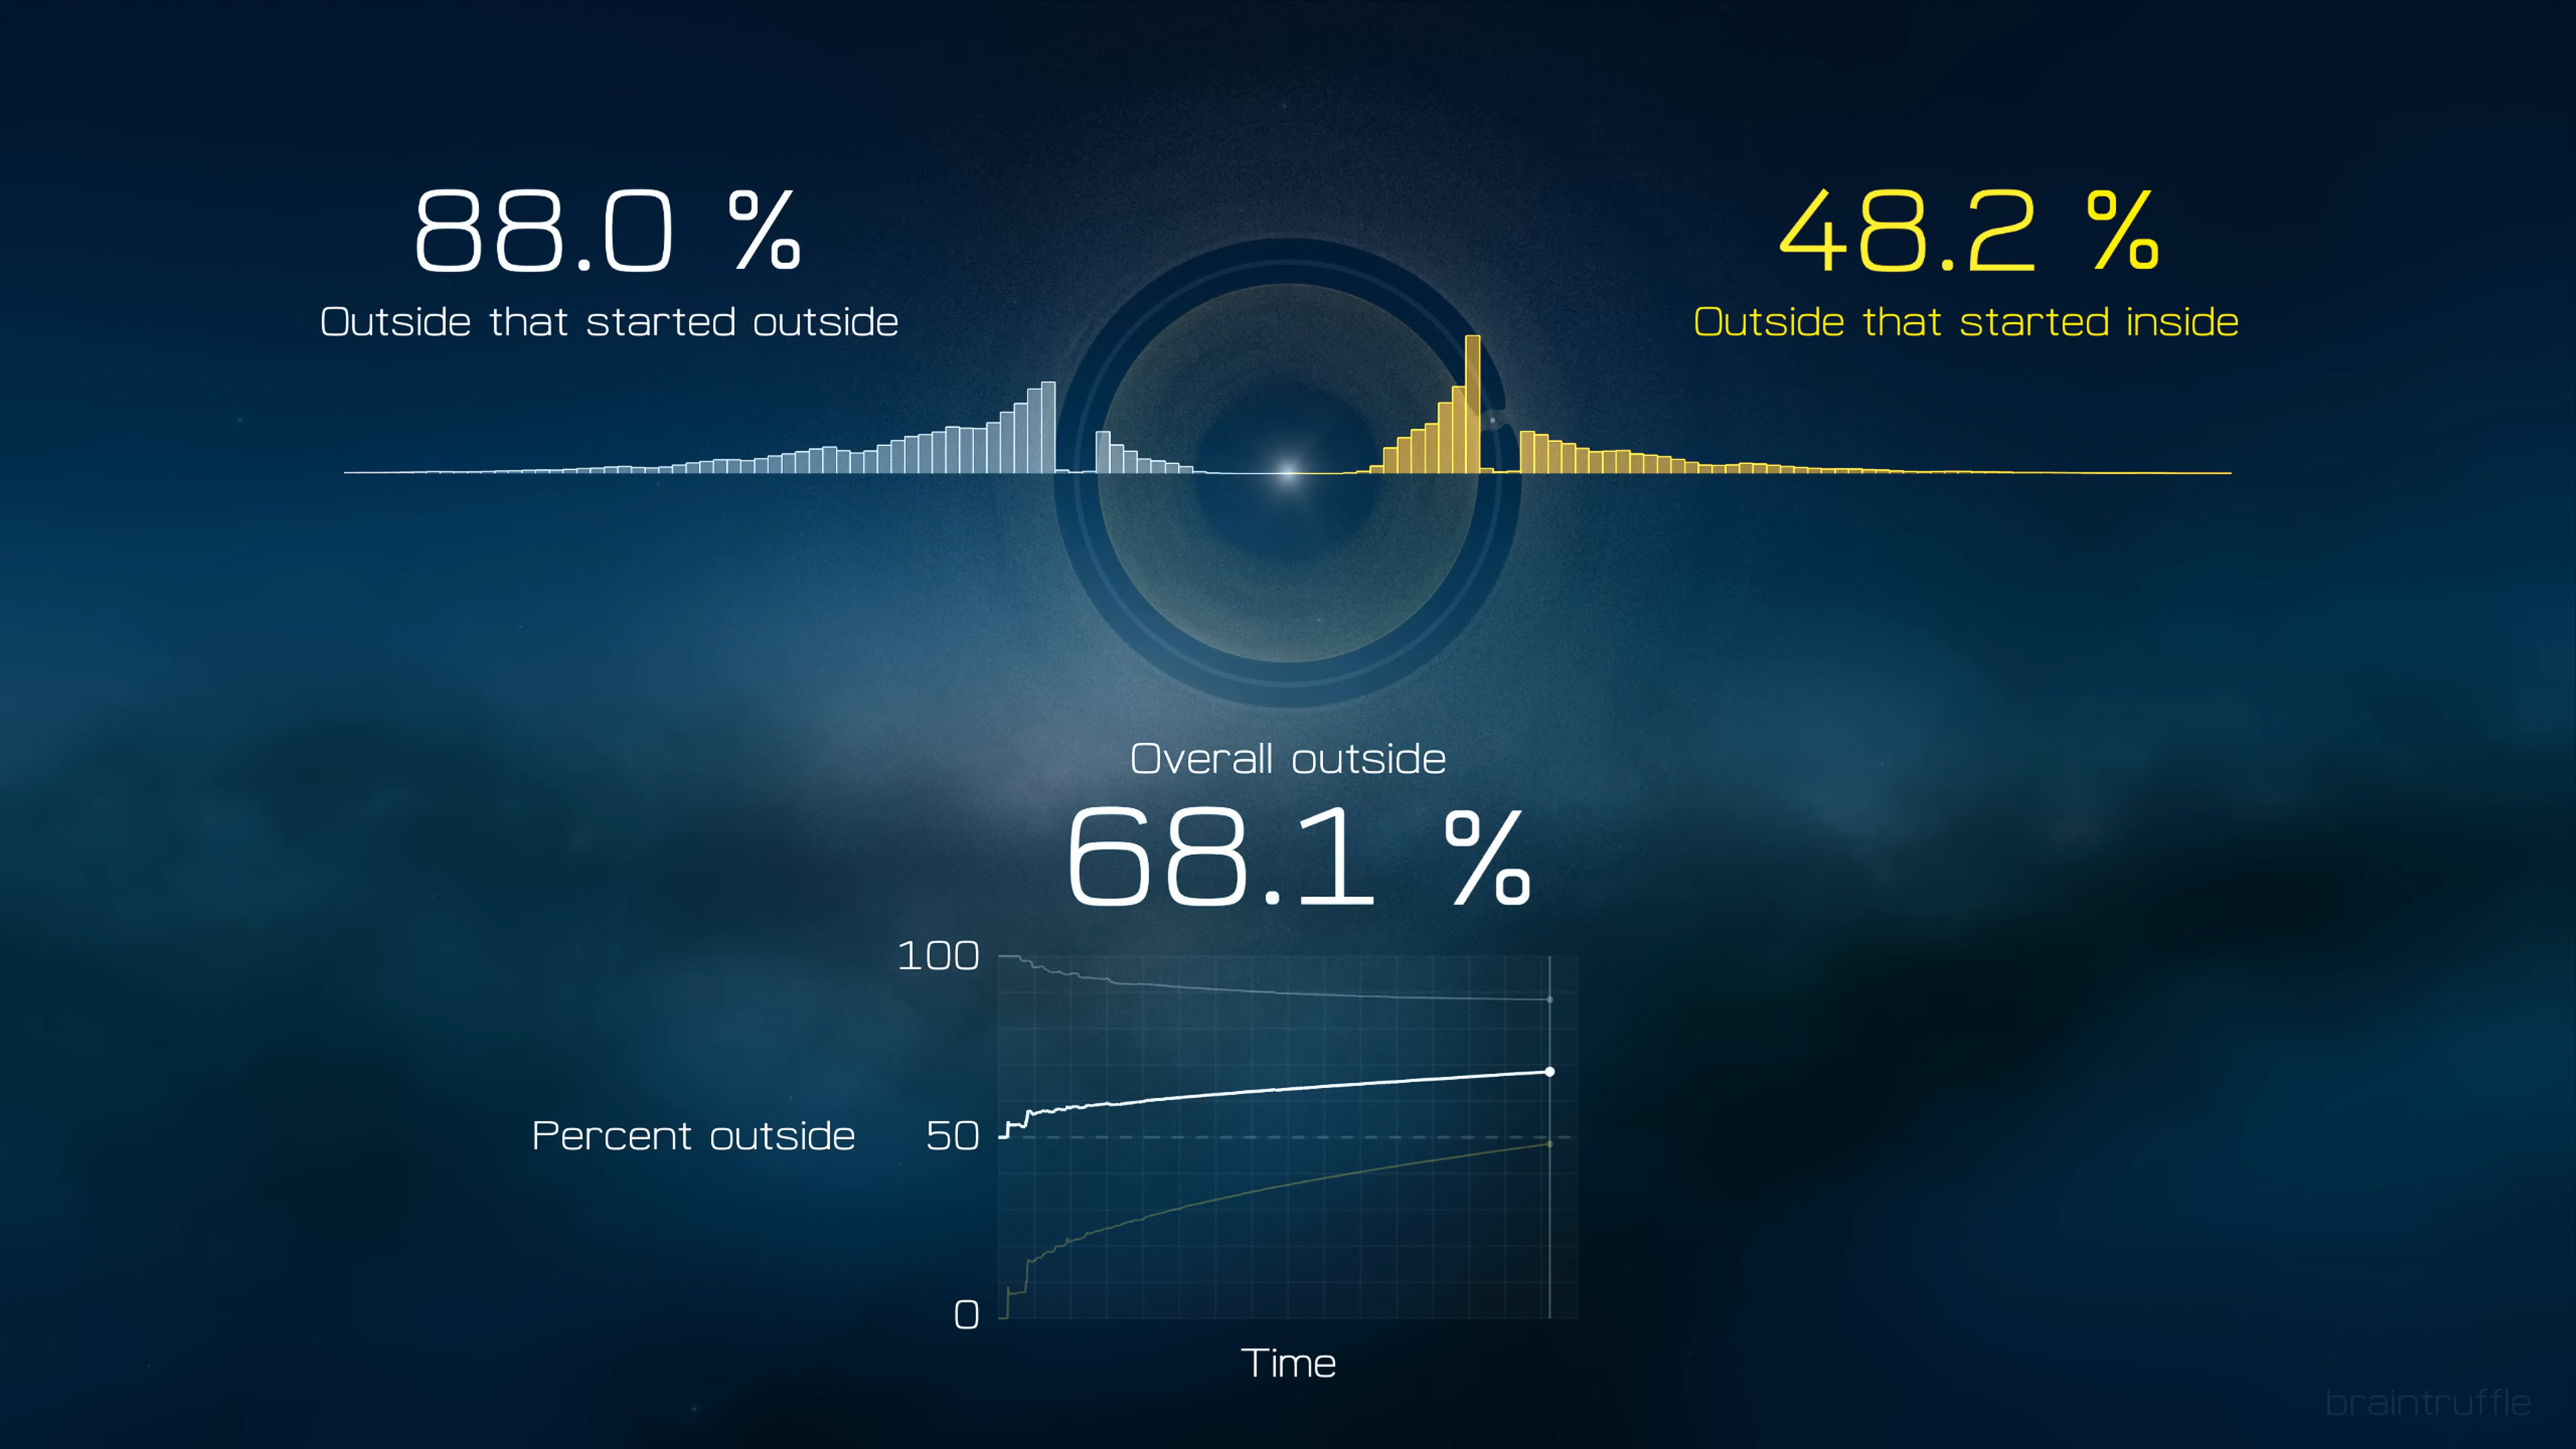 88.0 %
Outside that started outside
48.2 %
Outside that started inside
Overall outside
68.1 %
100
Percent outside
50
0
Time
braintruffle